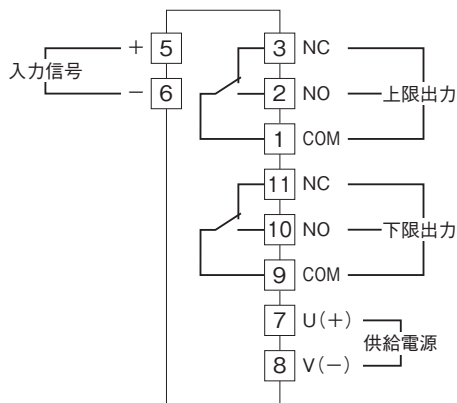 入力信号
+ 5
− 6
3 NC
2 NO
1 COM
上限出力
11 NC
10 NO
9 COM
下限出力
7 U(+)
8 V(−)
供給電源